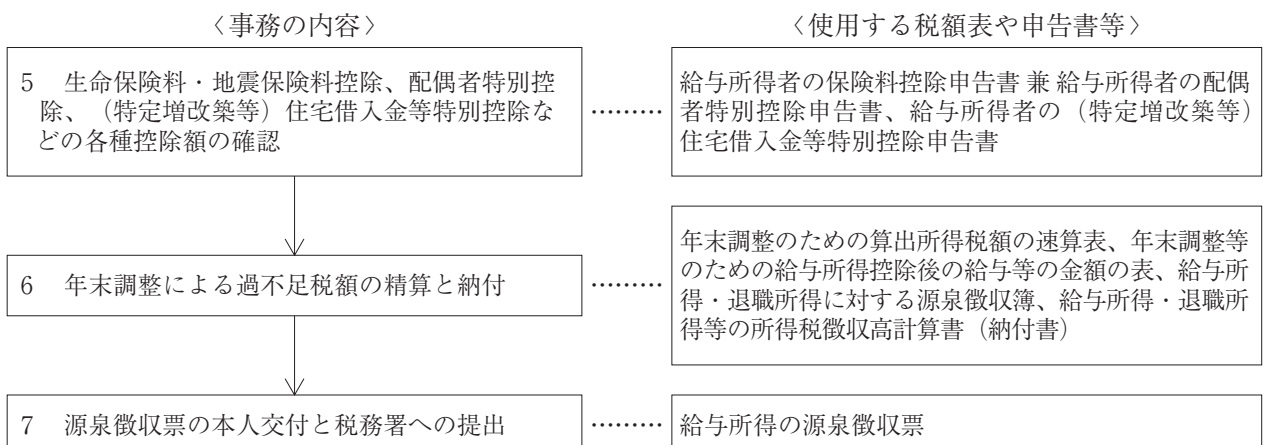 〈事務の内容〉
〈使用する税額表や申告書等〉
5　生命保険料・地震保険料控除、配偶者特別控
除、（特定増改築等）住宅借入金等特別控除な
どの各種控除額の確認
………
給与所得者の保険料控除申告書 兼 給与所得者の配偶
者特別控除申告書、給与所得者の（特定増改築等）
住宅借入金等特別控除申告書
6　年末調整による過不足税額の精算と納付
………
年末調整のための算出所得税額の速算表、年末調整等
のための給与所得控除後の給与等の金額の表、給与所
得・退職所得に対する源泉徴収簿、給与所得・退職所
得等の所得税徴収高計算書（納付書）
7　源泉徴収票の本人交付と税務署への提出
………
給与所得の源泉徴収票